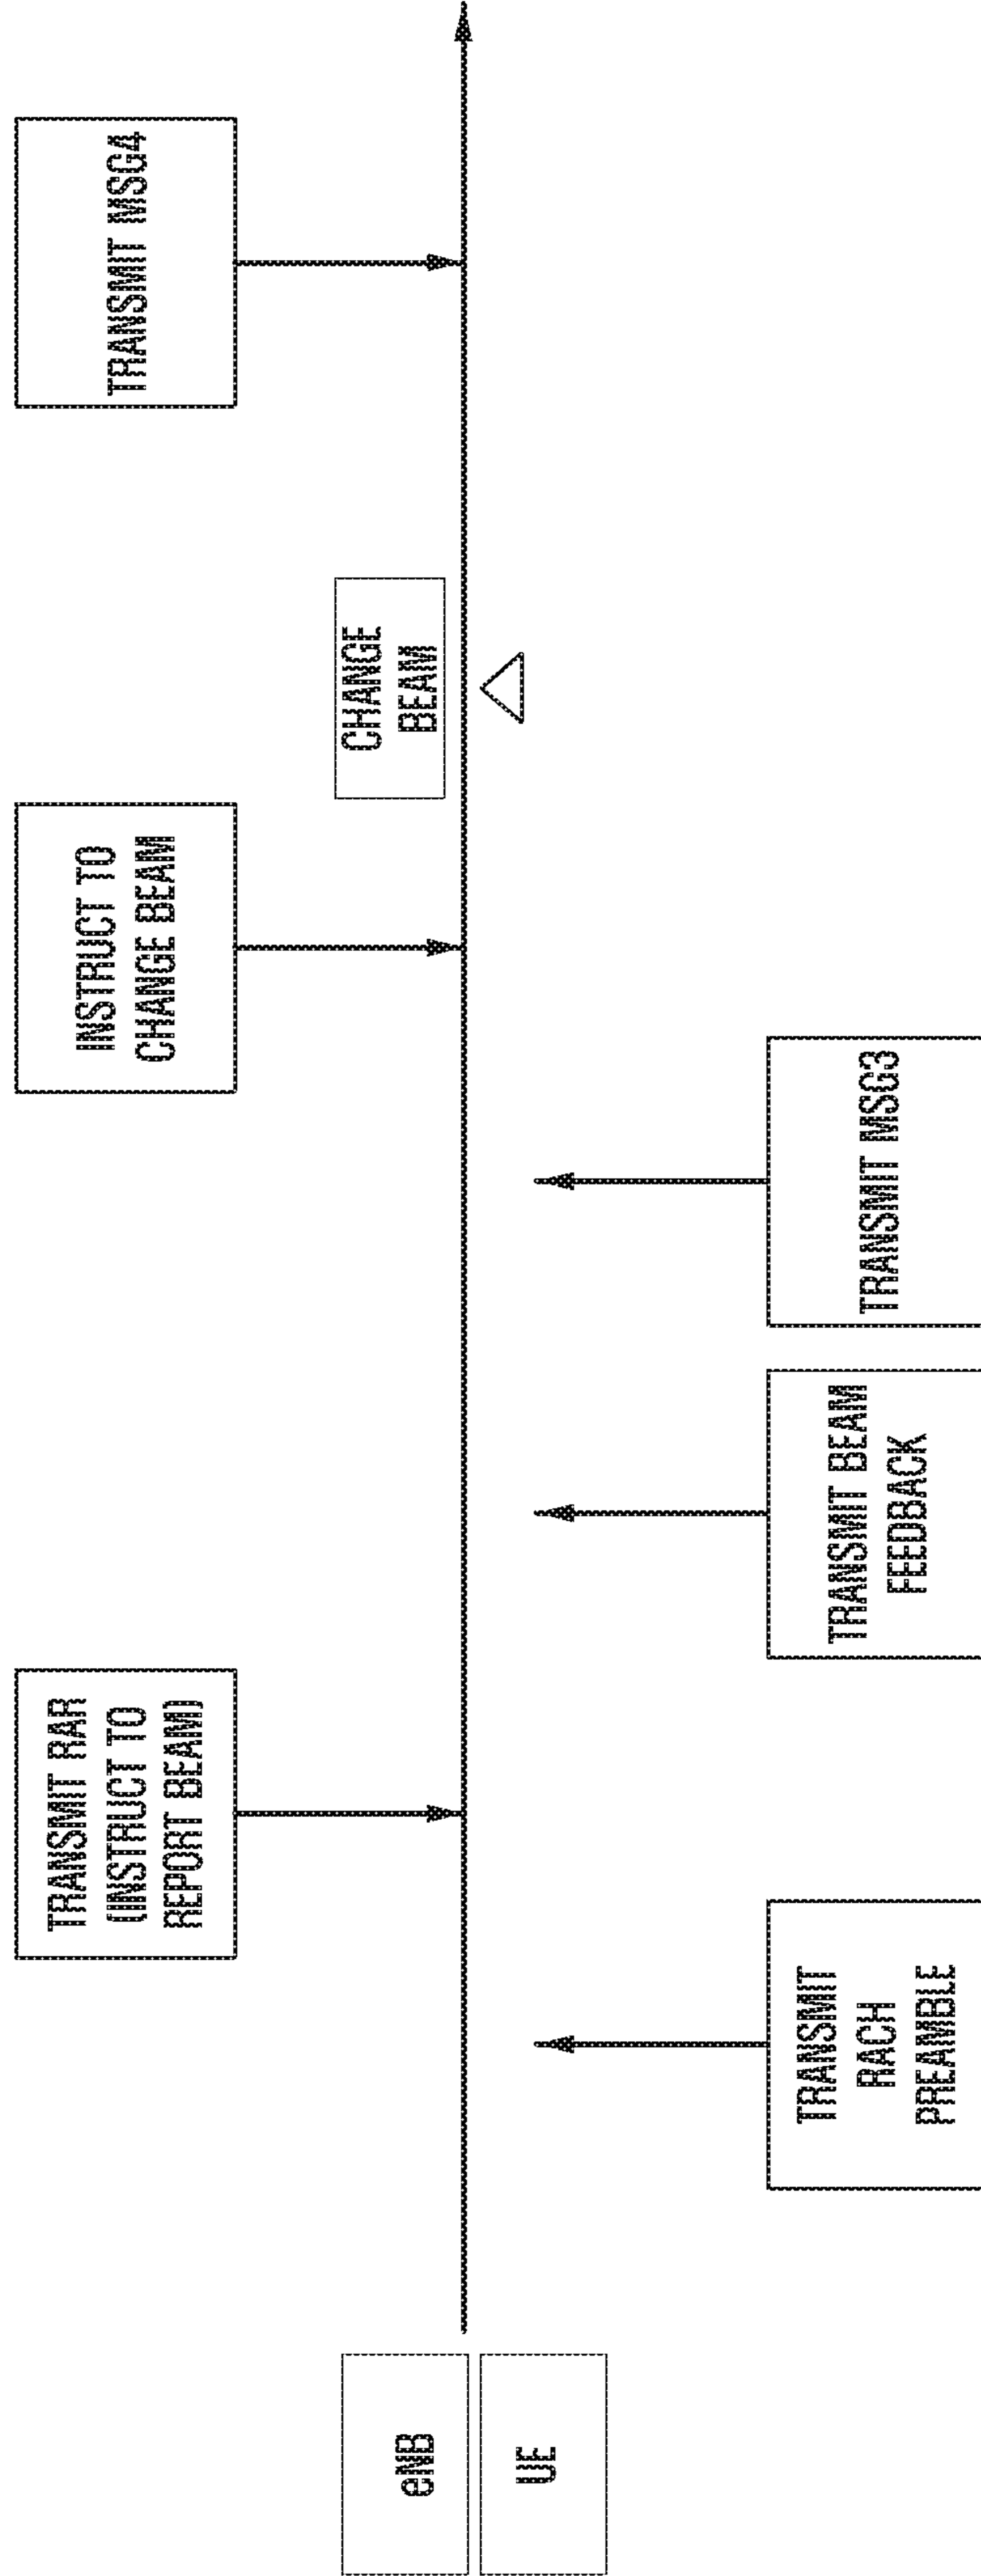 eNB
UE
TRANSMIT
RACH
PREAMBLE
TRANSMIT RAR
(INSTRUCT TO
REPORT BEAM)
TRANSMIT BEAM
FEEDBACK
TRANSMIT MSG3
INSTRUCT TO
CHANGE BEAM
CHANGE
BEAM
TRANSMIT MSG4